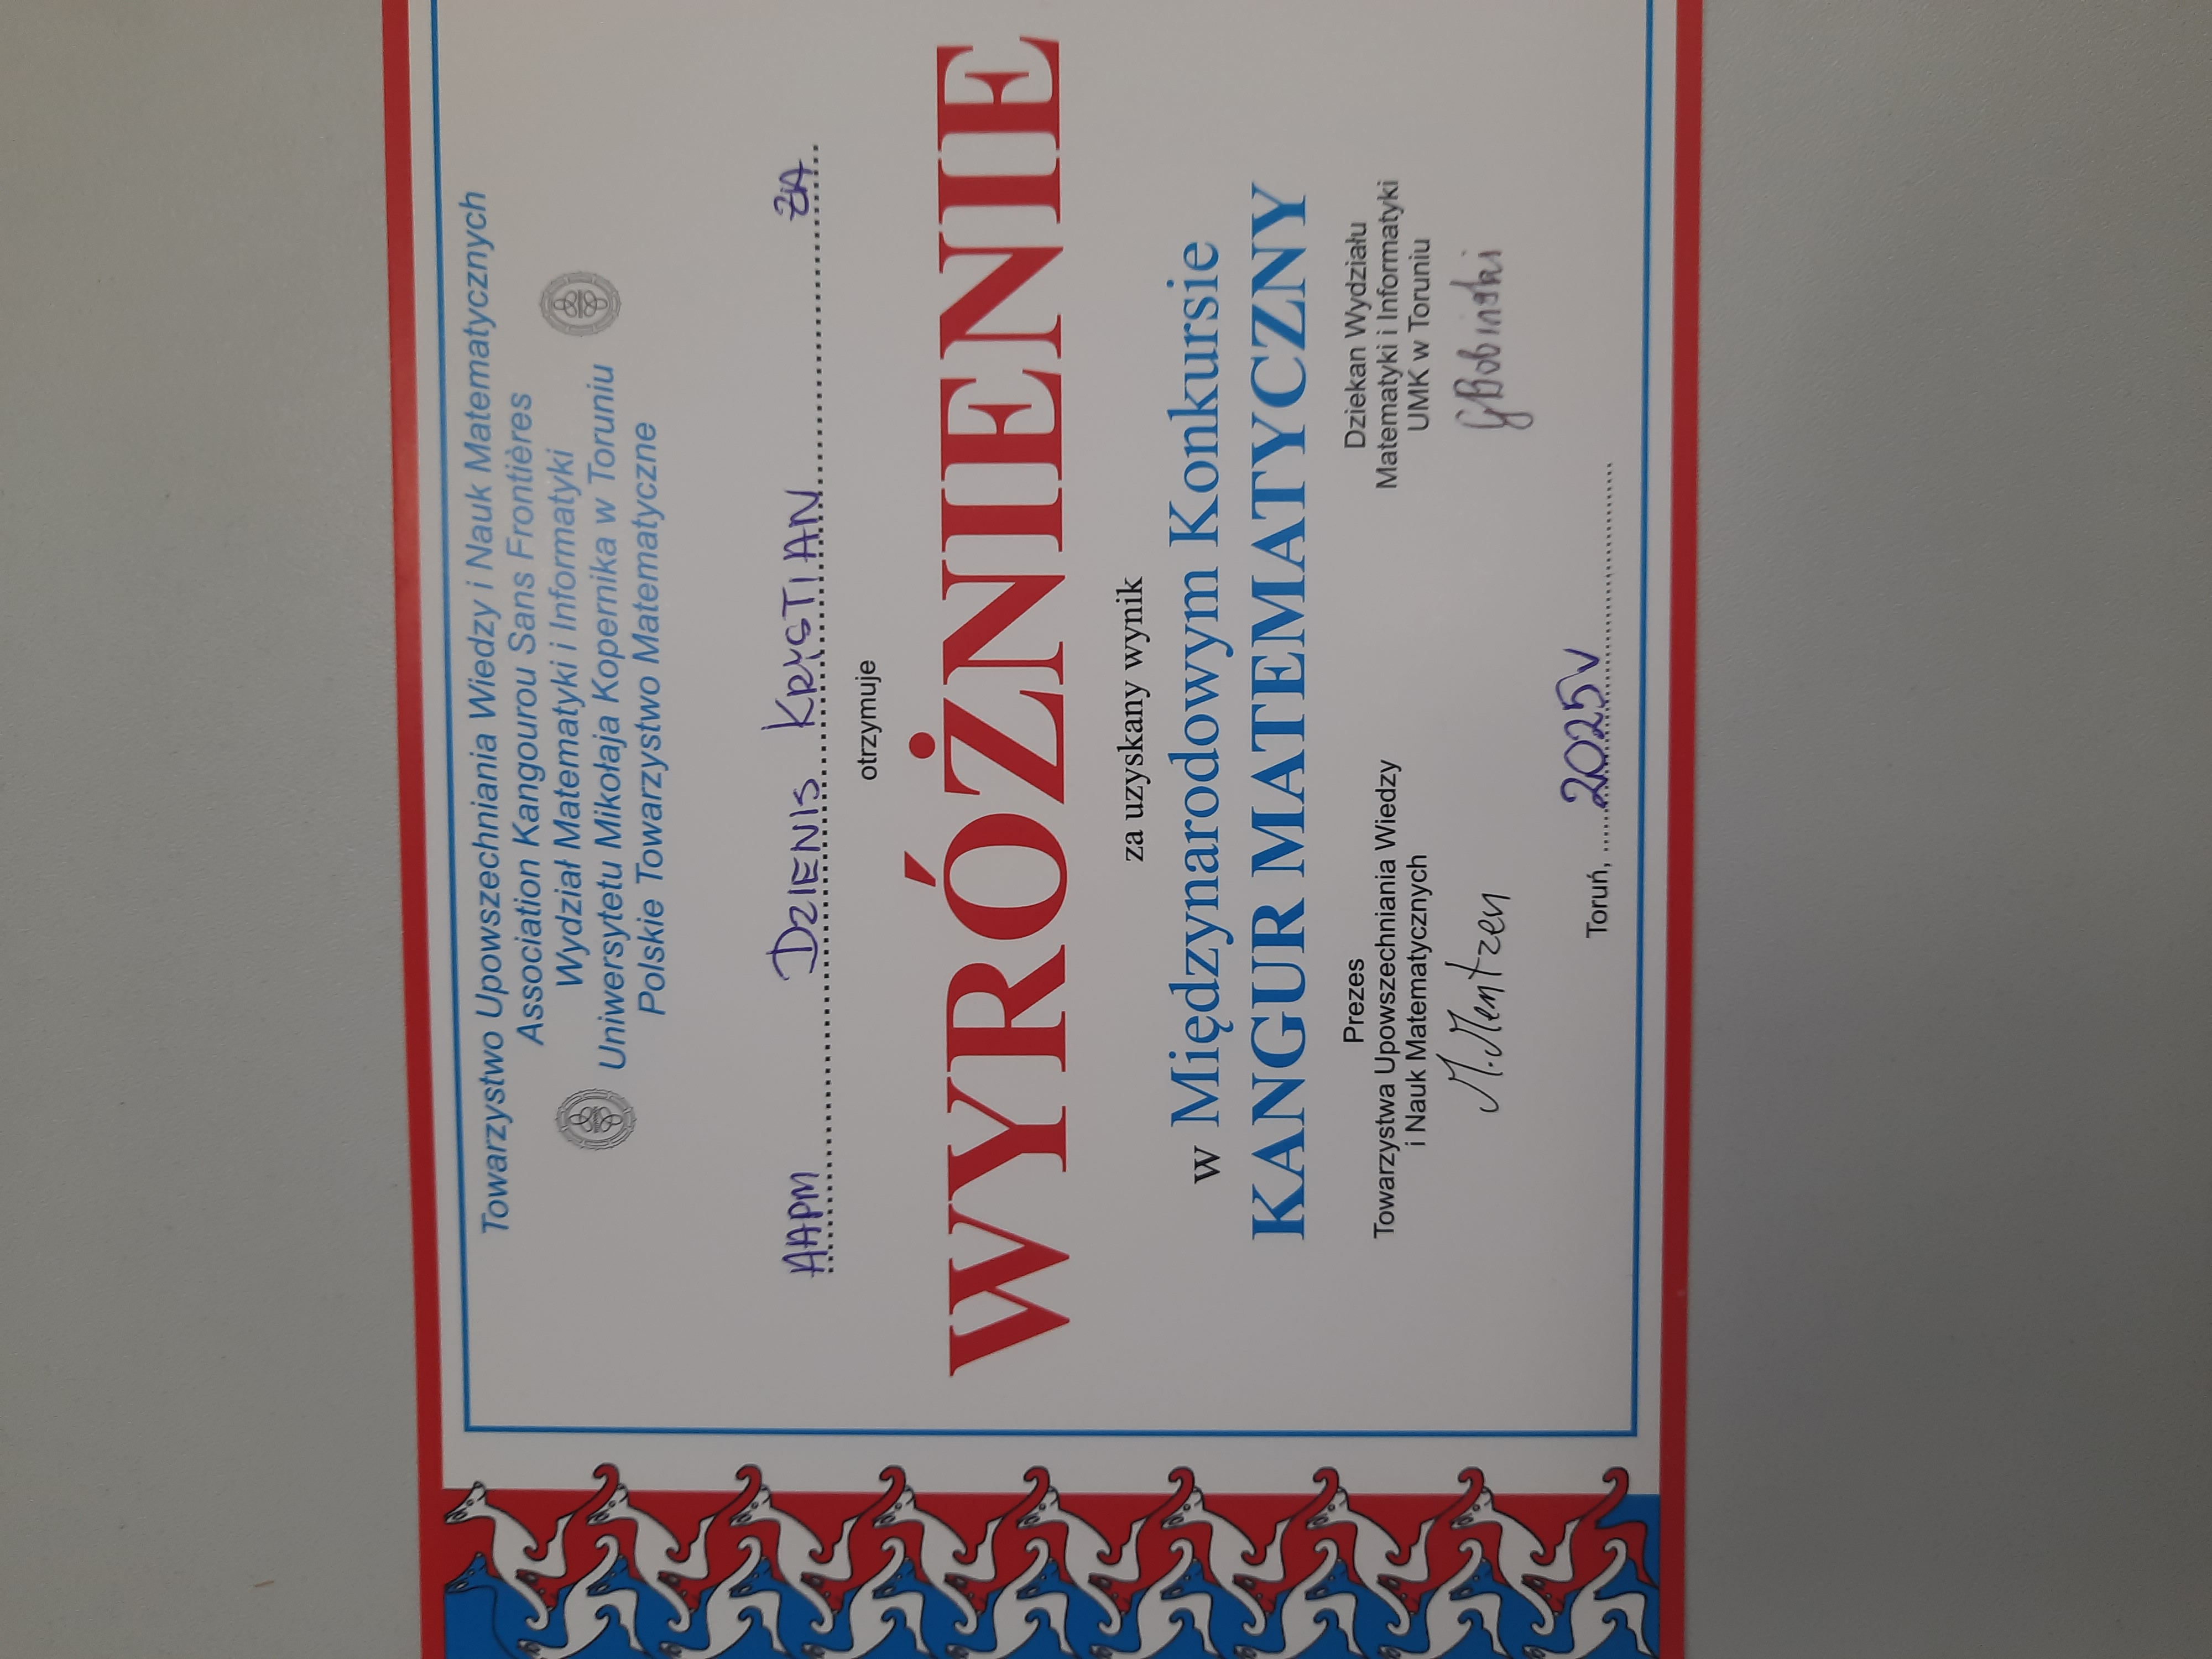 Towarzystwo Upowszechniania Wiedzy i Nauk Matematycznych
Association Kangourou Sans Frontières
Wydział Matematyki i Informatyki
Uniwersytetu Mikołaja Kopernika w Toruniu
Polskie Towarzystwo Matematyczne
DZIENIS KRYSTIAN
otrzymuje
WYRÓŻNIENIE
za uzyskany wynik
w Międzynarodowym Konkursie
KANGUR MATEMATYCZNY
Prezes
Towarzystwa Upowszechniania Wiedzy
i Nauk Matematycznych
M. Mentzen
Dziekan Wydziału
Matematyki i Informatyki
UMK w Toruniu
GBobiński
Toruń, 2025 V